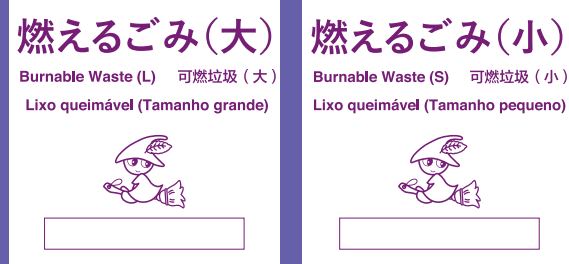 燃えるごみ（大）
Burnable Waste (L)　可燃垃圾（大）
Lixo queimável (Tamanho grande)
燃えるごみ（小）
Burnable Waste (S)　可燃垃圾（小）
Lixo queimável (Tamanho pequeno)